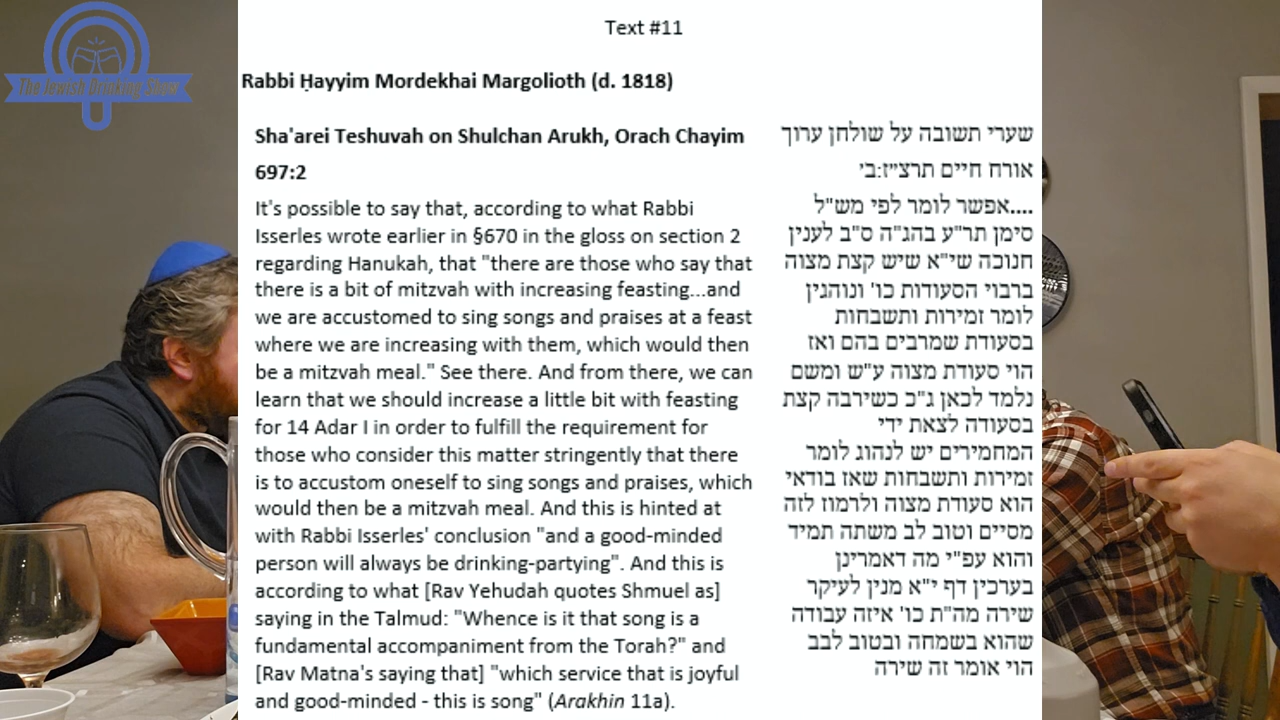 The Jewish Drinking Show
Text #11
Rabbi Ḥayyim Mordekhai Margolioth (d. 1818)
Sha'arei Teshuvah on Shulchan Arukh, Orach Chayim
697:2
It's possible to say that, according to what Rabbi
Isserles wrote earlier in §670 in the gloss on section 2
regarding Hanukah, that "there are those who say that
there is a bit of mitzvah with increasing feasting...and
we are accustomed to sing songs and praises at a feast
where we are increasing with them, which would then
be a mitzvah meal." See there. And from there, we can
learn that we should increase a little bit with feasting
for 14 Adar I in order to fulfill the requirement for
those who consider this matter stringently that there
is to accustom oneself to sing songs and praises, which
would then be a mitzvah meal. And this is hinted at
with Rabbi Isserles' conclusion "and a good-minded
person will always be drinking-partying". And this is
according to what [Rav Yehudah quotes Shmuel as]
saying in the Talmud: "Whence is it that song is a
fundamental accompaniment from the Torah?" and
[Rav Matna's saying that] "which service that is joyful
and good-minded - this is song" (Arakhin 11a).
שערי תשובה על שולחן ערוך
אורח חיים תרצ״ז:ב׳
....אפשר לומר לפי מש"ל
סימן תר"ע בהג"ה ס"ב לענין
חנוכה שי"א שיש קצת מצוה
ברבוי הסעודות כו' ונוהגין
לומר זמירות ותשבחות
בסעודת שמרבים בהם ואז
הוי סעודת מצוה ע"ש ומשם
נלמד לכאן ג"כ כשירבה קצת
בסעודה לצאת ידי
המחמירים יש לנהוג לומר
זמירות ותשבחות שאז בודאי
הוא סעודת מצוה ולרמוז לזה
מסיים וטוב לב משתה תמיד
והוא עפ"י מה דאמרינן
בערכין דף י"א מנין לעיקר
שירה מה"ת כו' איזה עבודה
שהוא בשמחה ובטוב לבב
הוי אומר זה שירה